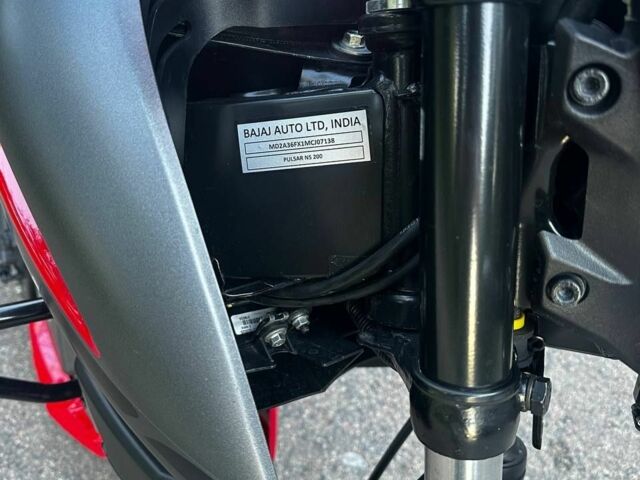 BAJAJ AUTO LTD, INDIA
MD2A36FX1MCJ07138
PULSAR NS 200